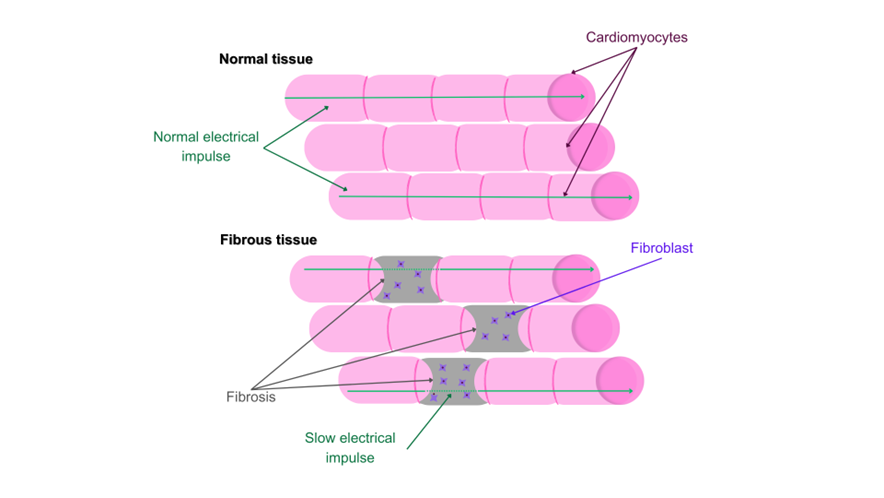 Cardiomyocytes
Normal tissue
Normal electrical
impulse
Fibrous tissue
Fibroblast
Fibrosis
Slow electrical
impulse